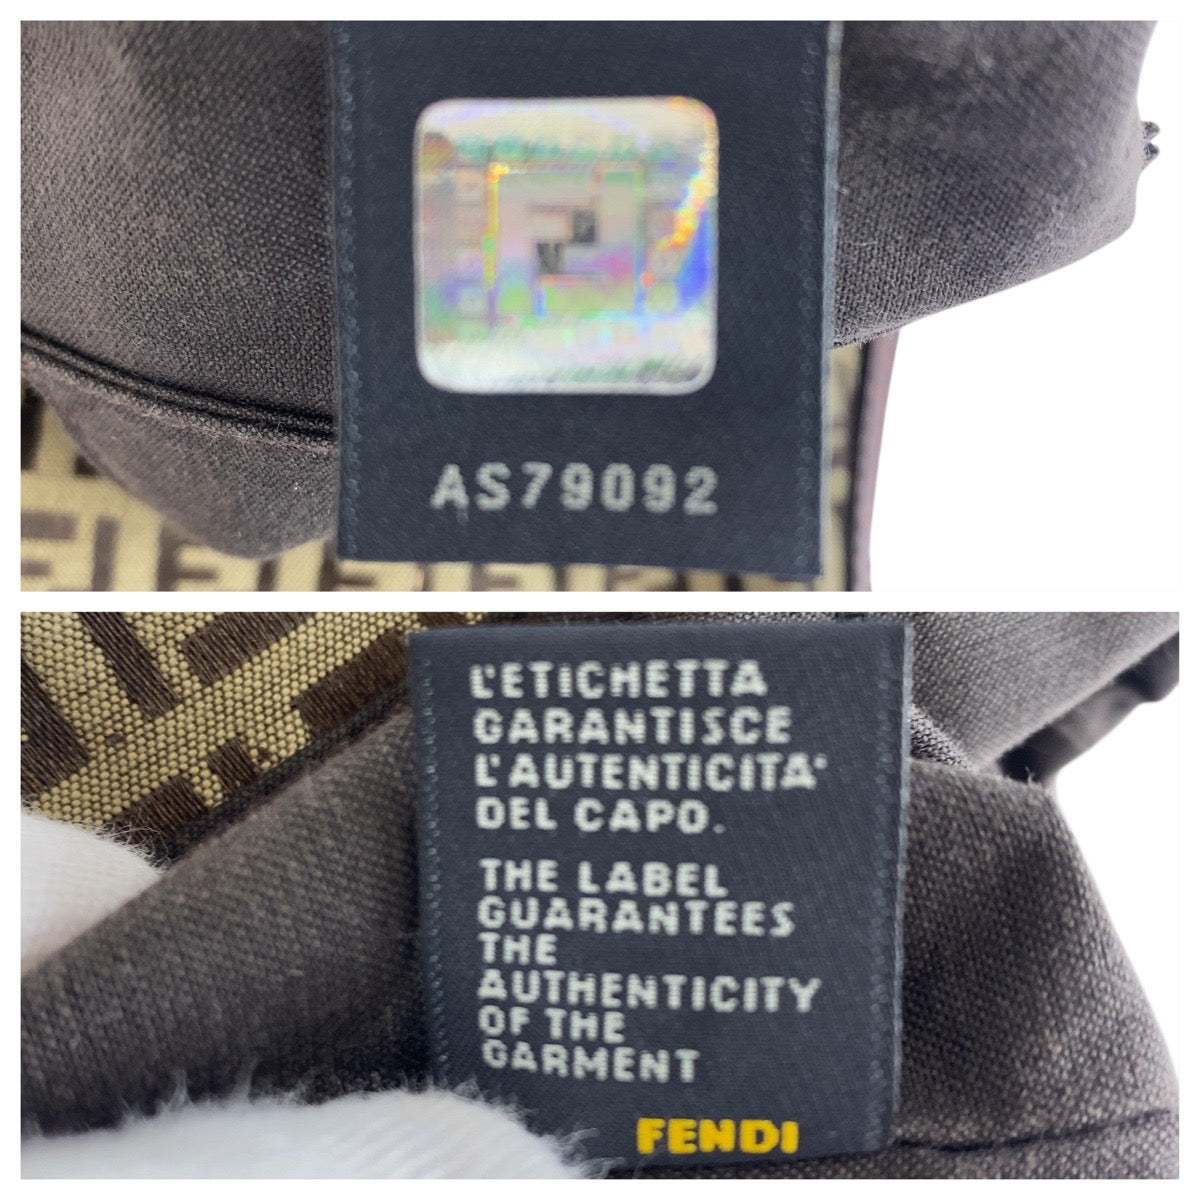 AS79092
L'ETICHETTA
GARANTISCE
L'AUTENTICITA'
DEL CAPO.
THE LABEL
GUARANTEES
THE
AUTHENTICITY
OF THE
GARMENT
FENDI